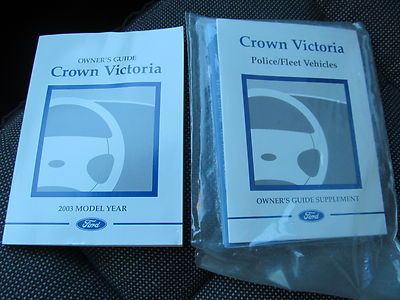 OWNER'S GUIDE
Crown Victoria
2003 MODEL YEAR
Ford
Crown Victoria
Police/Fleet Vehicles
OWNER'S GUIDE SUPPLEMENT
Ford